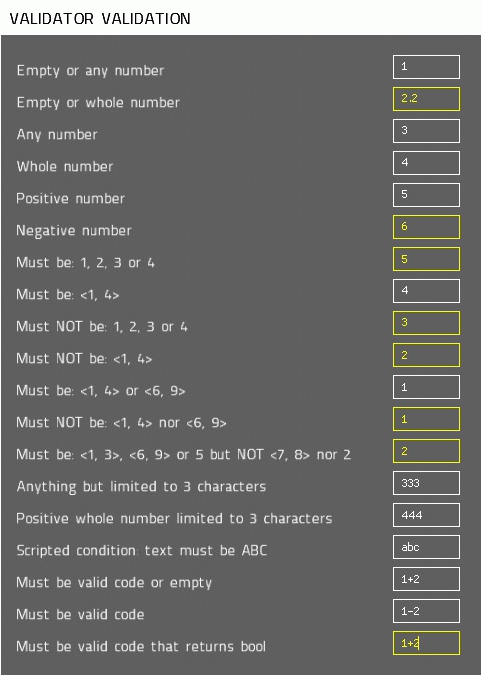 VALIDATOR VALIDATION
Empty or any number 1
Empty or whole number 2.2
Any number 3
Whole number 4
Positive number 5
Negative number 6
Must be: 1, 2, 3 or 4 5
Must be: <1, 4> 4
Must NOT be: 1, 2, 3 or 4 3
Must NOT be: <1, 4> 2
Must be: <1, 4> or <6, 9> 1
Must NOT be: <1, 4> nor <6, 9> 1
Must be: <1, 3>, <6, 9> or 5 but NOT <7, 8> nor 2 2
Anything but limited to 3 characters 333
Positive whole number limited to 3 characters 444
Scripted condition: text must be ABC abc
Must be valid code or empty 1+2
Must be valid code 1-2
Must be valid code that returns bool 1+2